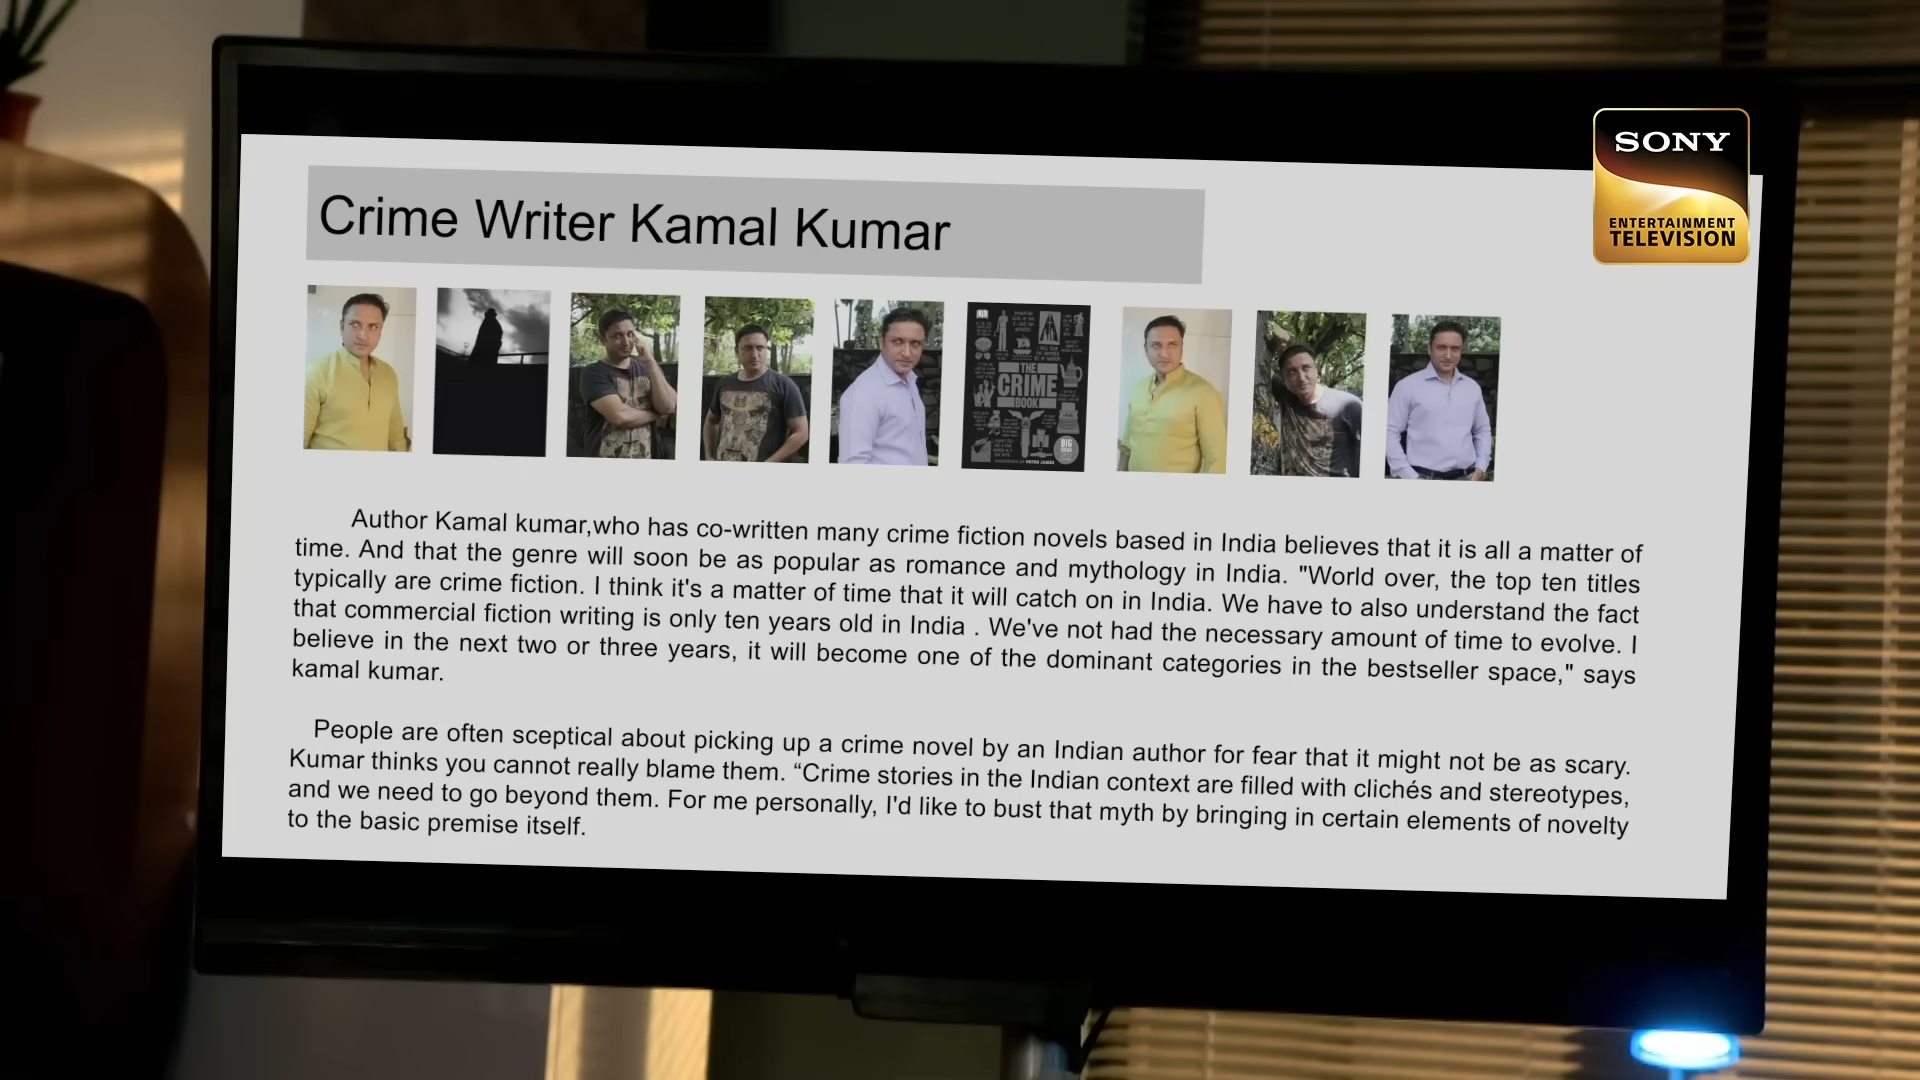 SONY
ENTERTAINMENT
TELEVISION
Crime Writer Kamal Kumar
THE
CRIME
BOOK
BIG
Author Kamal kumar,who has co-written many crime fiction novels based in India believes that it is all a matter of
time. And that the genre will soon be as popular as romance and mythology in India. "World over, the top ten titles
typically are crime fiction. I think it's a matter of time that it will catch on in India. We have to also understand the fact
that commercial fiction writing is only ten years old in India . We've not had the necessary amount of time to evolve. I
believe in the next two or three years, it will become one of the dominant categories in the bestseller space," says
kamal kumar.
People are often sceptical about picking up a crime novel by an Indian author for fear that it might not be as scary.
Kumar thinks you cannot really blame them. “Crime stories in the Indian context are filled with clichés and stereotypes,
and we need to go beyond them. For me personally, I'd like to bust that myth by bringing in certain elements of novelty
to the basic premise itself.